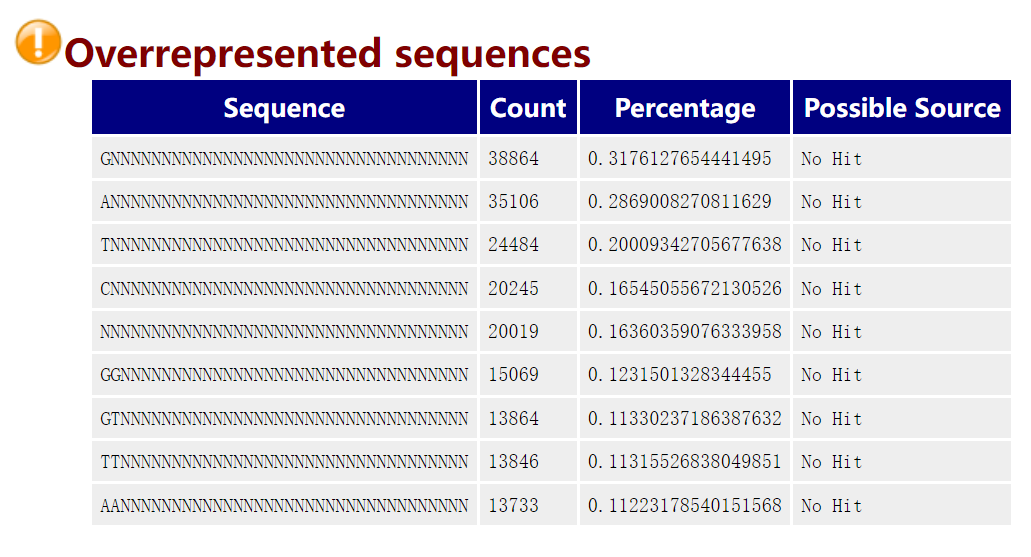 Overrepresented sequences
Sequence Count Percentage Possible Source
GNNNNNNNNNNNNNNNNNNNNNNNNNNNNNNNNNNN 38864 0.3176127654441495 No Hit
ANNNNNNNNNNNNNNNNNNNNNNNNNNNNNNNNNNN 35106 0.2869008270811629 No Hit
TNNNNNNNNNNNNNNNNNNNNNNNNNNNNNNNNNNN 24484 0.20009342705677638 No Hit
CNNNNNNNNNNNNNNNNNNNNNNNNNNNNNNNNNNN 20245 0.16545055672130526 No Hit
NNNNNNNNNNNNNNNNNNNNNNNNNNNNNNNNNNNN 20019 0.16360359076333958 No Hit
GGNNNNNNNNNNNNNNNNNNNNNNNNNNNNNNNNNN 15069 0.1231501328344455 No Hit
GTNNNNNNNNNNNNNNNNNNNNNNNNNNNNNNNNNN 13864 0.11330237186387632 No Hit
TTNNNNNNNNNNNNNNNNNNNNNNNNNNNNNNNNNN 13846 0.11315526838049851 No Hit
AANNNNNNNNNNNNNNNNNNNNNNNNNNNNNNNNNN 13733 0.11223178540151568 No Hit